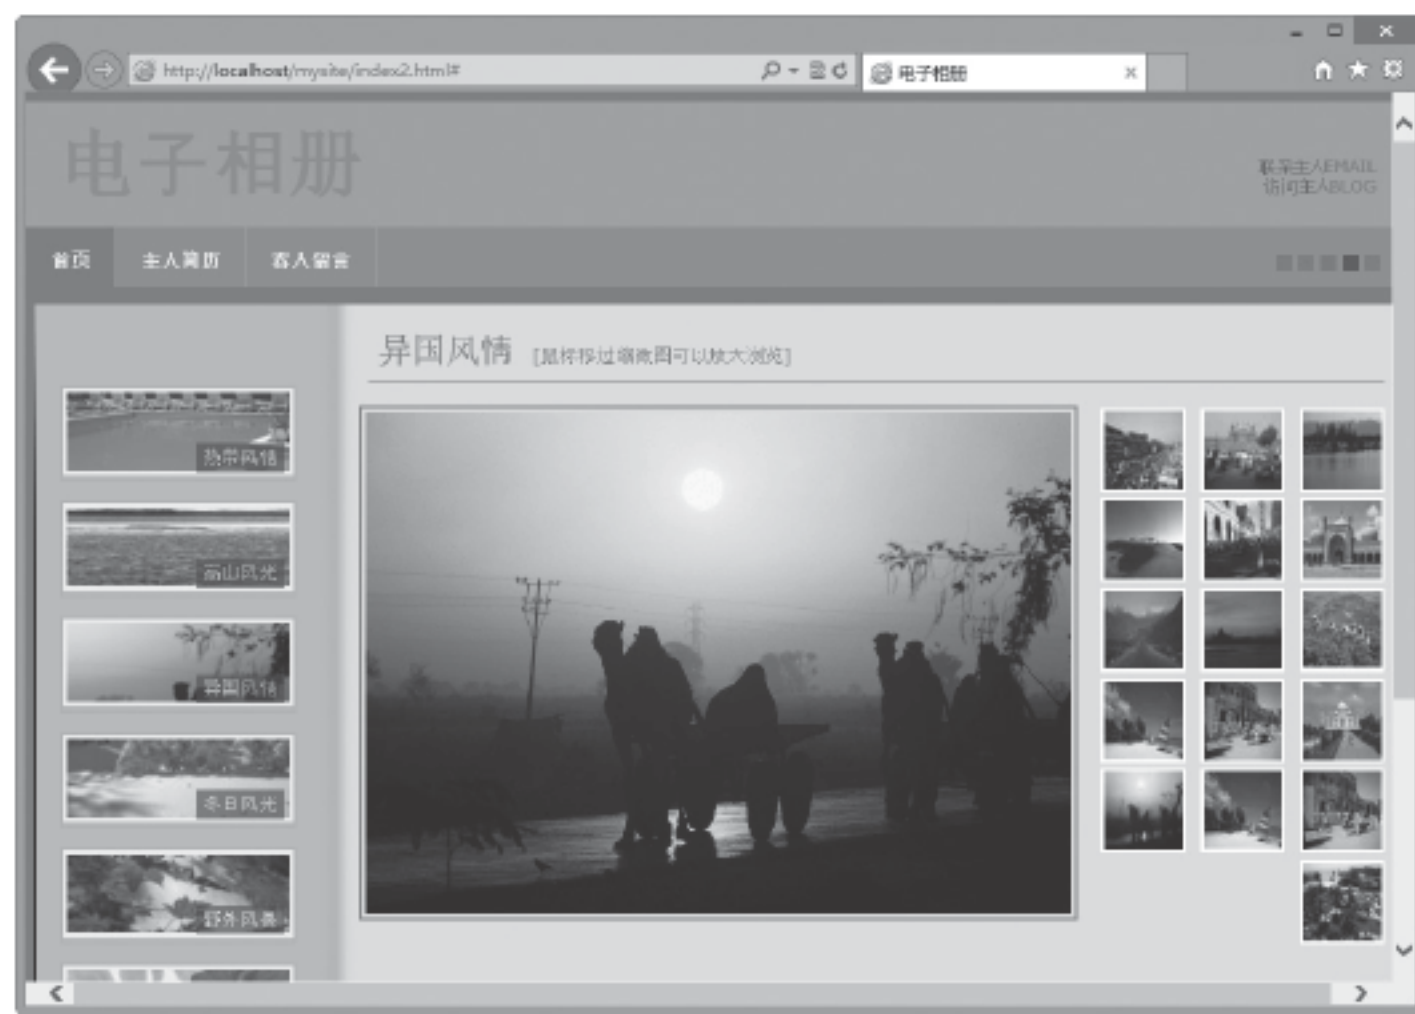 http://localhost/mysite/index2.html#
电子相册
电子相册
联系主人EMAIL
访问主人BLOG
首页 主人简历 客人留言
异国风情 [鼠标移过缩微图可以放大浏览]
热带风情
高山风光
异国风情
冬日风光
野外风景